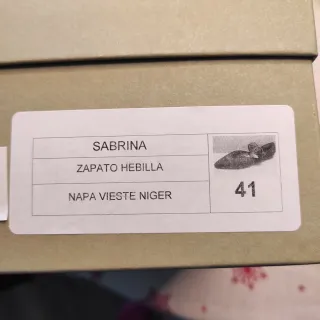 SABRINA
ZAPATO HEBILLA
NAPA VIESTE NIGER
41